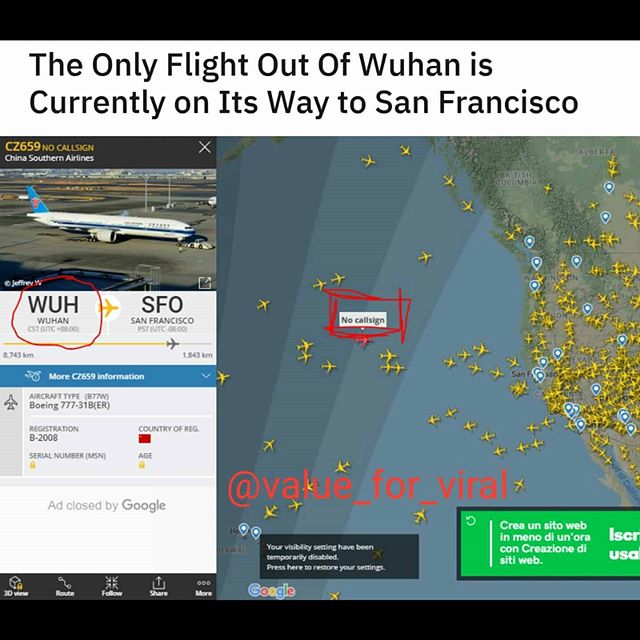 The Only Flight Out Of Wuhan is
Currently on Its Way to San Francisco
CZ659 NO CALLSIGN
China Southern Airlines
© Jeffrey W
WUH
WUHAN
CST (UTC +08:00)
SFO
SAN FRANCISCO
PST (UTC -08:00)
8,743 km
1,843 km
More CZ659 information
AIRCRAFT TYPE (B77W)
Boeing 777-31B(ER)
REGISTRATION
B-2008
COUNTRY OF REG.
SERIAL NUMBER (MSN)
AGE
Ad closed by Google
3D view
Route
Follow
Share
More
ALBERTA
BRITISH
COLUMBIA
No callsign
San F
@value_for_viral
HAWAII
Your visibility setting have been
temporarily disabled.
Press here to restore your settings.
Google
Crea un sito web
in meno di un'ora
con Creazione di
siti web.
Iscr
usa